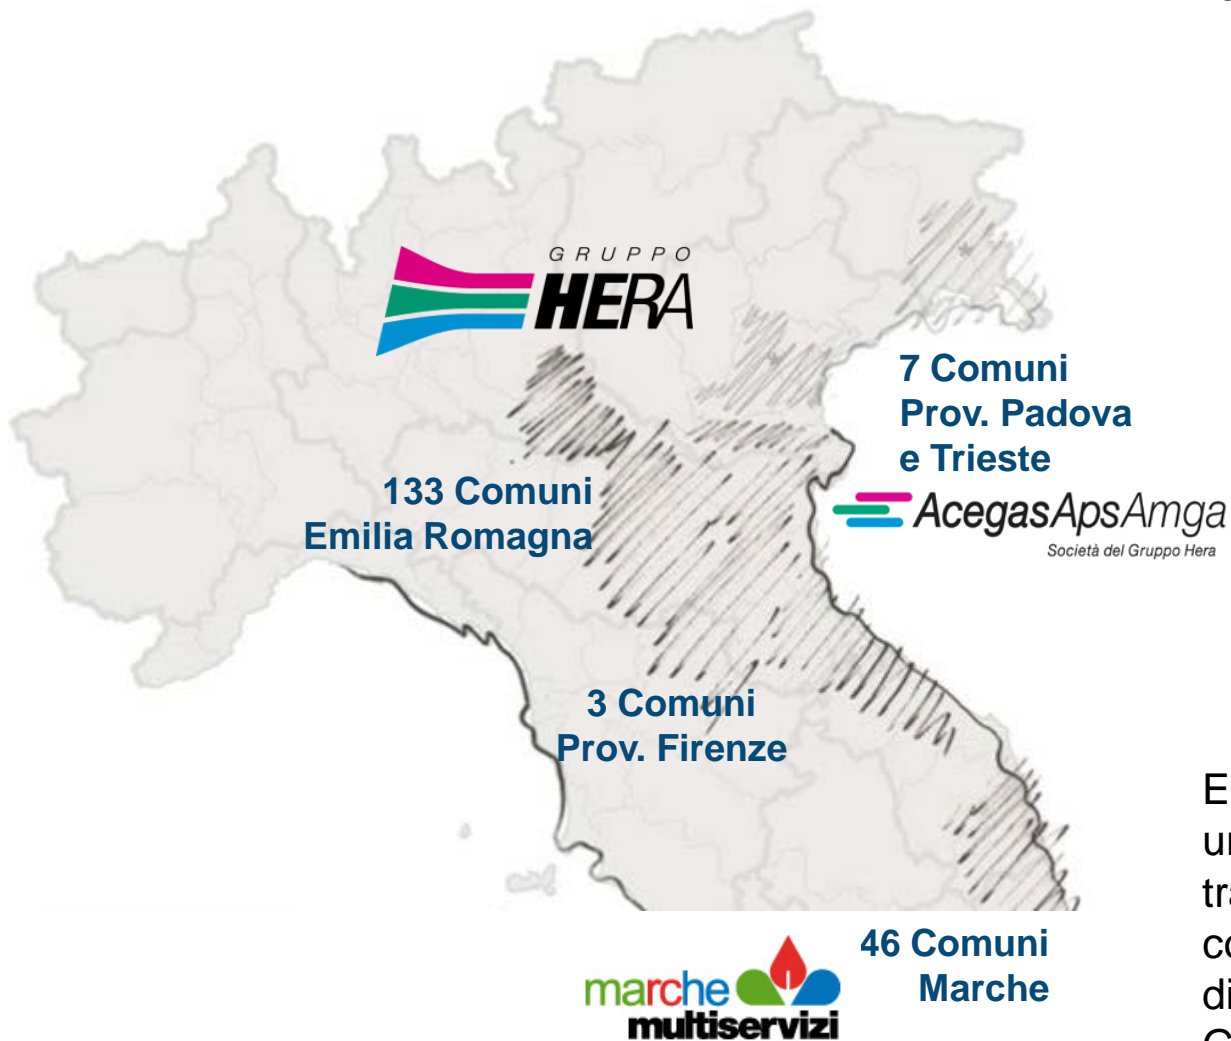 GRUPPO
HERA
7 Comuni
Prov. Padova
e Trieste
133 Comuni
Emilia Romagna
AcegasApsAmga
Società del Gruppo Hera
3 Comuni
Prov. Firenze
46 Comuni
Marche
marche
multiservizi